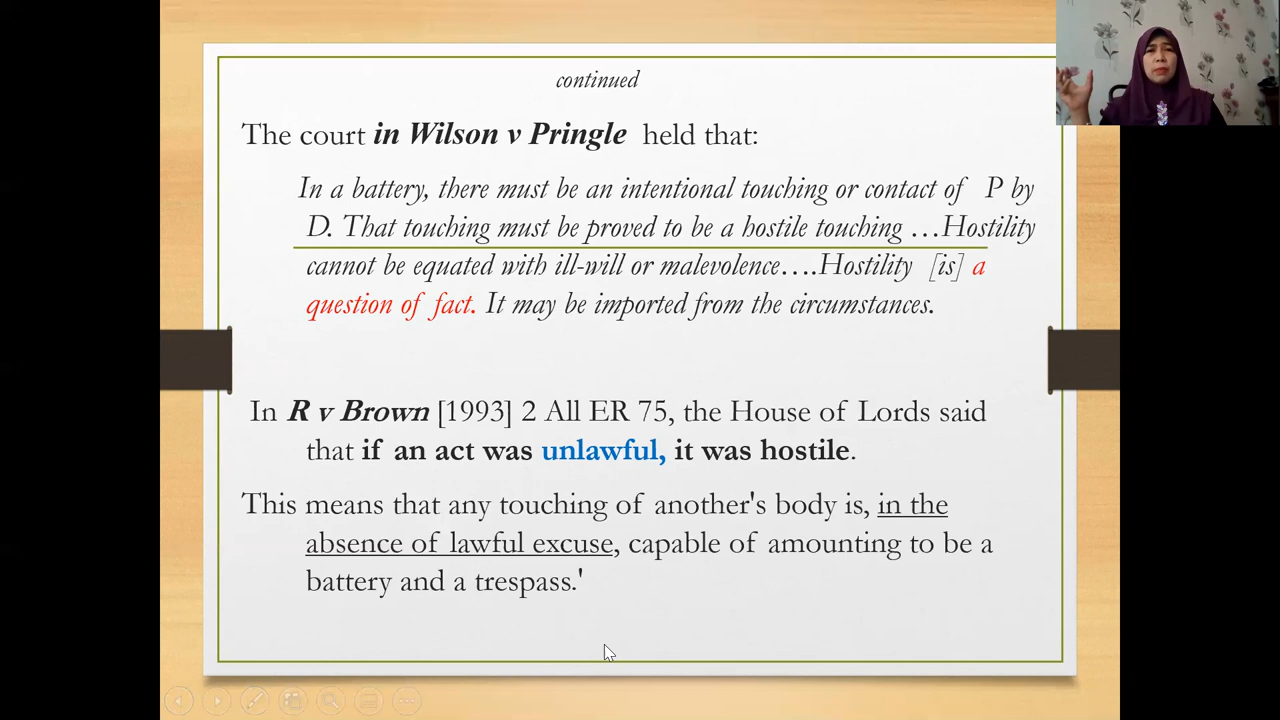 continued
The court in Wilson v Pringle held that:
In a battery, there must be an intentional touching or contact of P by
D. That touching must be proved to be a hostile touching …Hostility
cannot be equated with ill-will or malevolence….Hostility [is] a
question of fact. It may be imported from the circumstances.
In R v Brown [1993] 2 All ER 75, the House of Lords said
that if an act was unlawful, it was hostile.
This means that any touching of another's body is, in the
absence of lawful excuse, capable of amounting to be a
battery and a trespass.'